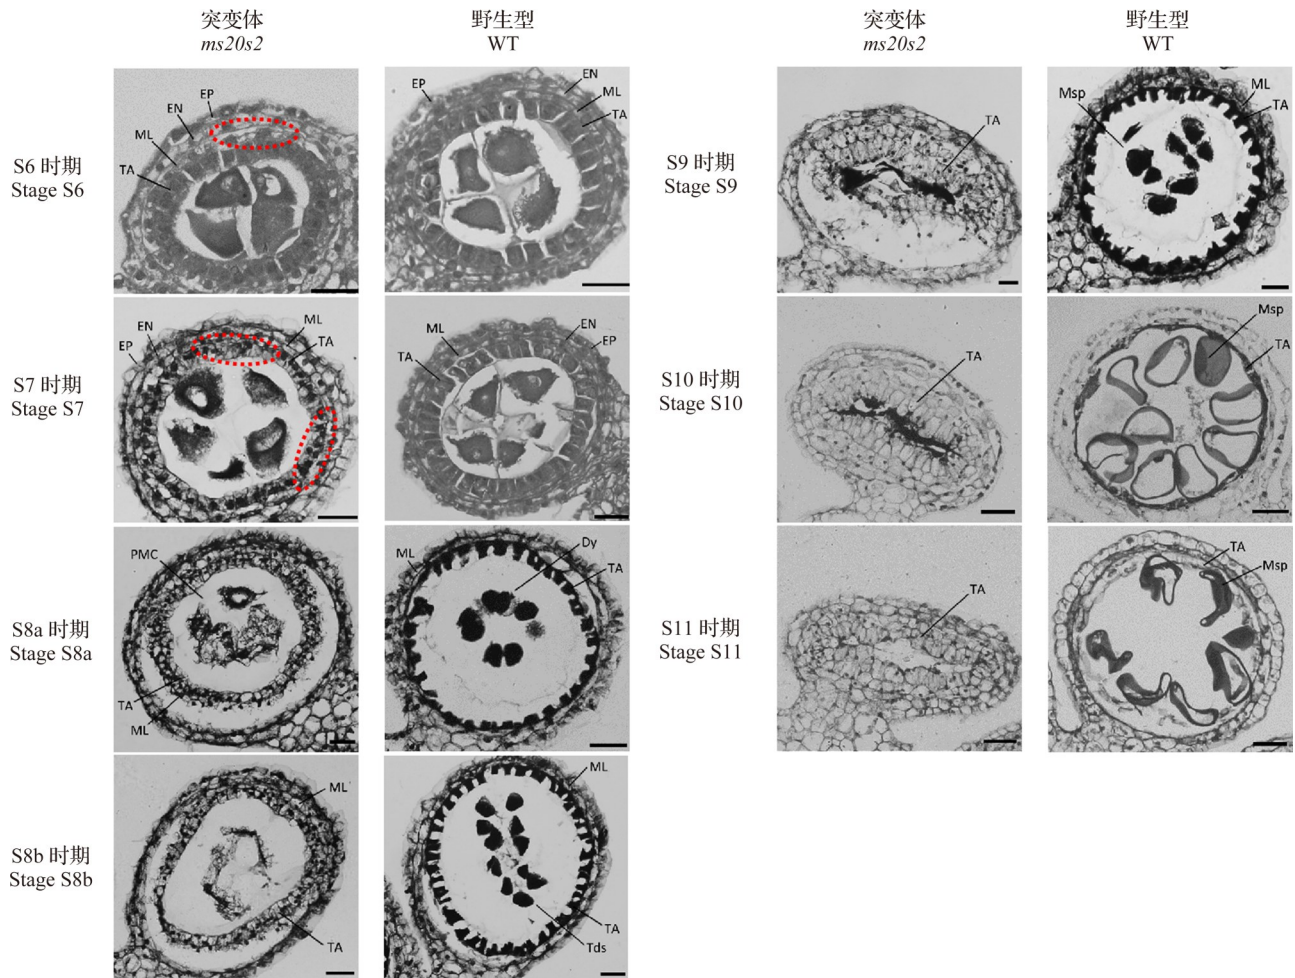 突变体
ms20s2
野生型
WT
突变体
ms20s2
野生型
WT
S6 时期
Stage S6
EP
EN
ML
TA
EP
EN
ML
TA
S9 时期
Stage S9
TA
Msp
ML
TA
S7 时期
Stage S7
EN
EP
ML
TA
ML
TA
EN
EP
S10 时期
Stage S10
TA
Msp
TA
S8a 时期
Stage S8a
PMC
TA
ML
ML
Dy
TA
S11 时期
Stage S11
TA
TA
Msp
S8b 时期
Stage S8b
ML
TA
ML
TA
Tds